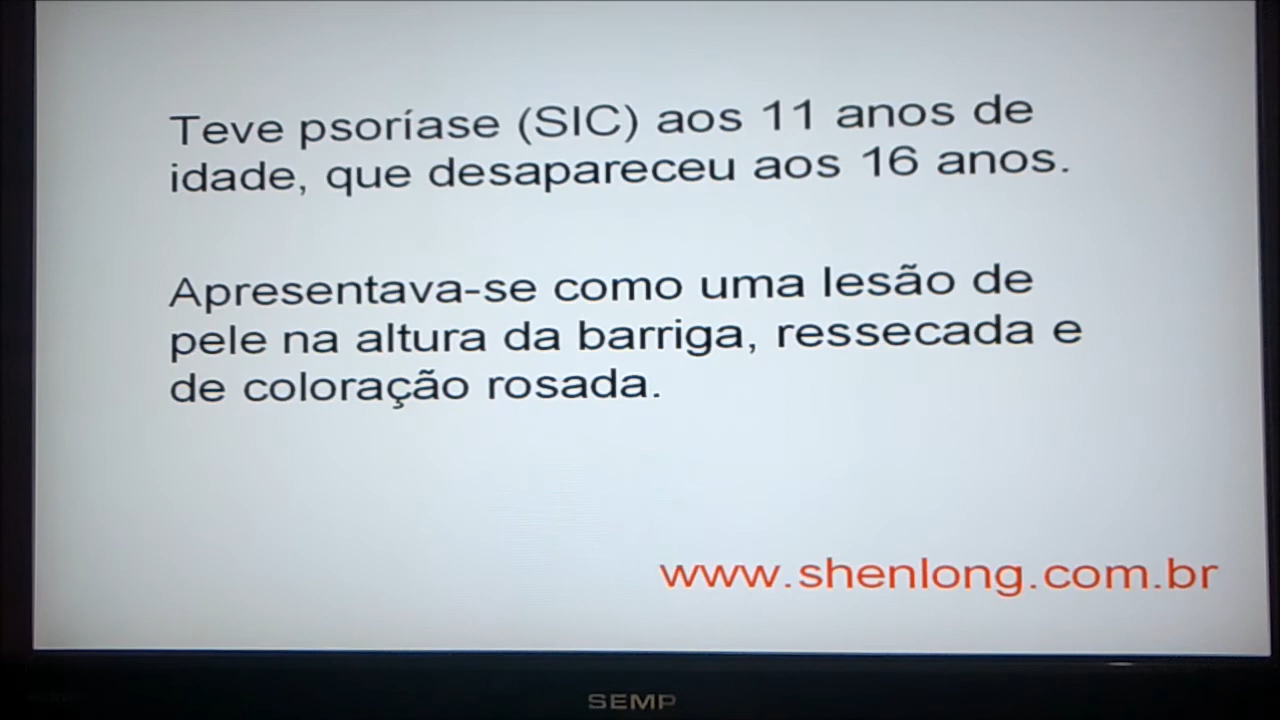 Teve psoríase (SIC) aos 11 anos de
idade, que desapareceu aos 16 anos.
Apresentava-se como uma lesão de
pele na altura da barriga, ressecada e
de coloração rosada.
www.shenlong.com.br
SEMP